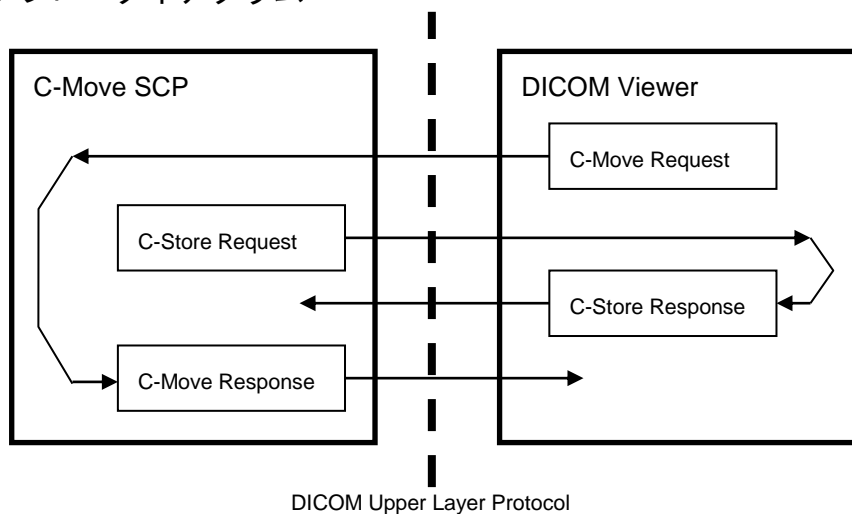 C-Move SCP
DICOM Viewer
C-Move Request
C-Store Request
C-Store Response
C-Move Response
DICOM Upper Layer Protocol